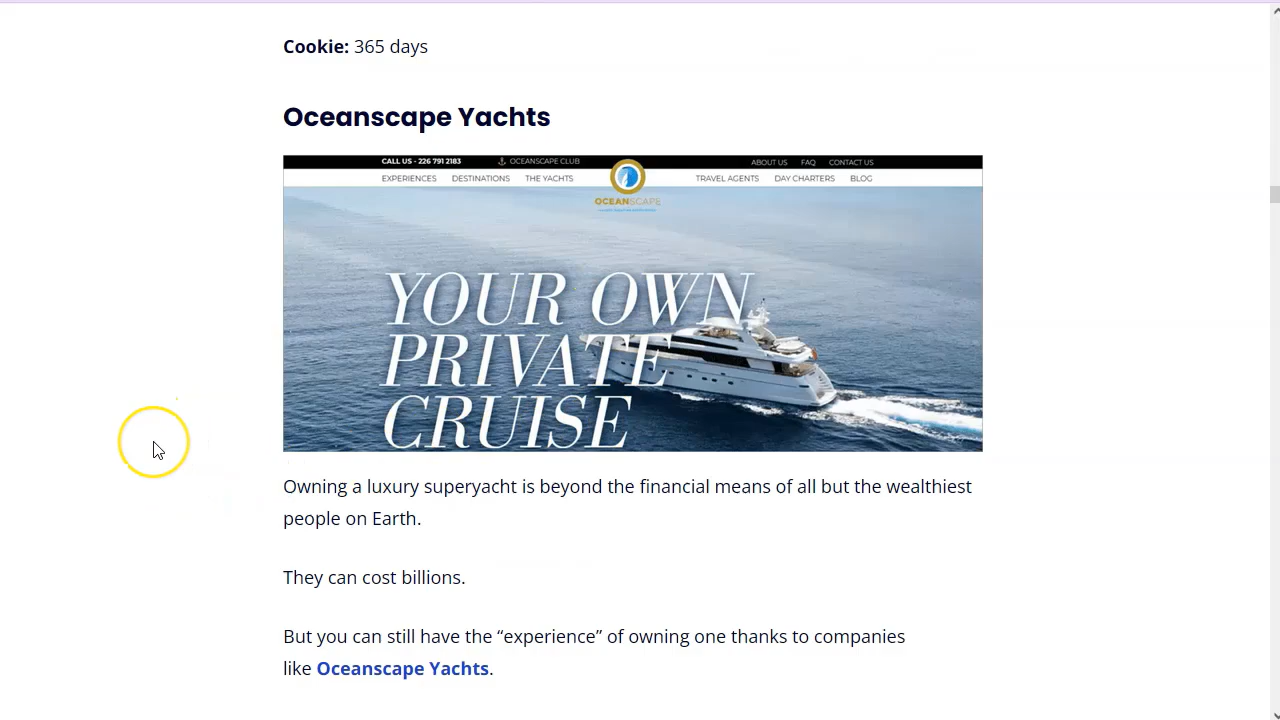 Cookie: 365 days
Oceanscape Yachts
CALL US - 226 791 2183
OCEANSCAPE CLUB
ABOUT US
FAQ
CONTACT US
EXPERIENCES
DESTINATIONS
THE YACHTS
TRAVEL AGENTS
DAY CHARTERS
BLOG
OCEANSCAPE
YOUR OWN
PRIVATE
CRUISE
Owning a luxury superyacht is beyond the financial means of all but the wealthiest
people on Earth.
They can cost billions.
But you can still have the “experience” of owning one thanks to companies
like Oceanscape Yachts.